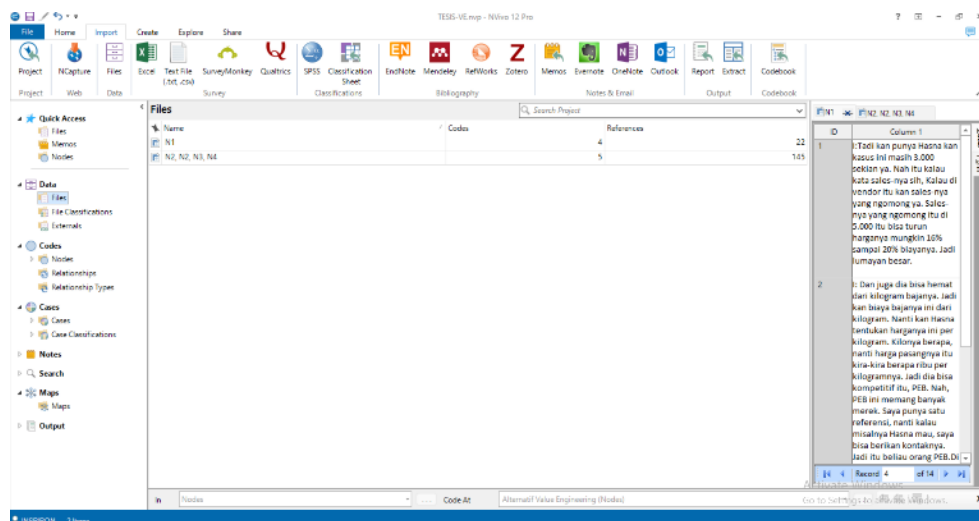 TESIS-VE.nvp - NVivo 12 Pro
File Home Import Create Explore Share
Project NCapture Files Excel Text File (.txt, .csv) SurveyMonkey Qualtrics SPSS Classification Sheet EndNote Mendeley RefWorks Zotero Memos Evernote OneNote Outlook Report Extract Codebook
Project Web Data Survey Classifications Bibliography Notes & Email Output Codebook
Quick Access
Files
Memos
Nodes
Data
Files
File Classifications
Externals
Codes
Nodes
Relationships
Relationship Types
Cases
Cases
Case Classifications
Notes
Search
Maps
Maps
Output
Files
Search Project
Name Codes References
N1 4 22
N2, N2, N3, N4 5 145
N1 N2, N2, N3, N4
ID Column 1
1
I:Tadi kan punya Hasna kan
kasus ini masih 3.000
sekian ya. Nah itu kalau
kata sales-nya sih, Kalau di
vendor itu kan sales-nya
yang ngomong ya. Sales-
nya yang ngomong itu di
5.000 itu bisa turun
harganya mungkin 16%
sampai 20% biayanya. Jadi
lumayan besar.
2
I: Dan juga dia bisa hemat
dari kilogram bajanya. Jadi
kan biaya bajanya ini dari
kilogram. Nanti kan Hasna
tentukan harganya ini per
kilogram. Kilonya berapa,
nanti harga pasangnya itu
kira-kira berapa ribu per
kilogramnya. Jadi dia bisa
kompetitif itu, PEB. Nah,
PEB ini memang banyak
merek. Saya punya satu
referensi, nanti kalau
misalnya Hasna mau, saya
bisa berikan kontaknya.
Jadi itu beliau orang PEB.Di
Record 4 of 14
In Nodes Code At Alternatif Value Engineering (Nodes)
Activate Windows
Go to Settings to activate Windows.